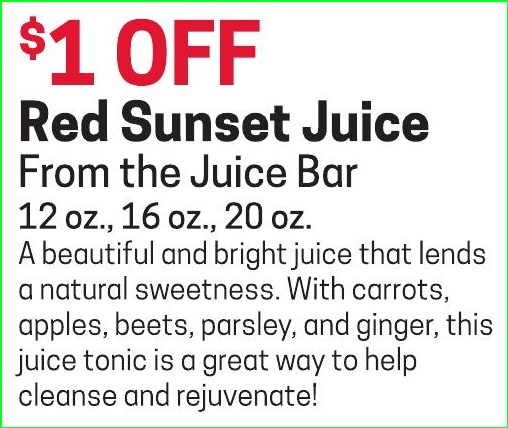 $1 OFF
Red Sunset Juice
From the Juice Bar
12 oz., 16 oz., 20 oz.
A beautiful and bright juice that lends
a natural sweetness. With carrots,
apples, beets, parsley, and ginger, this
juice tonic is a great way to help
cleanse and rejuvenate!